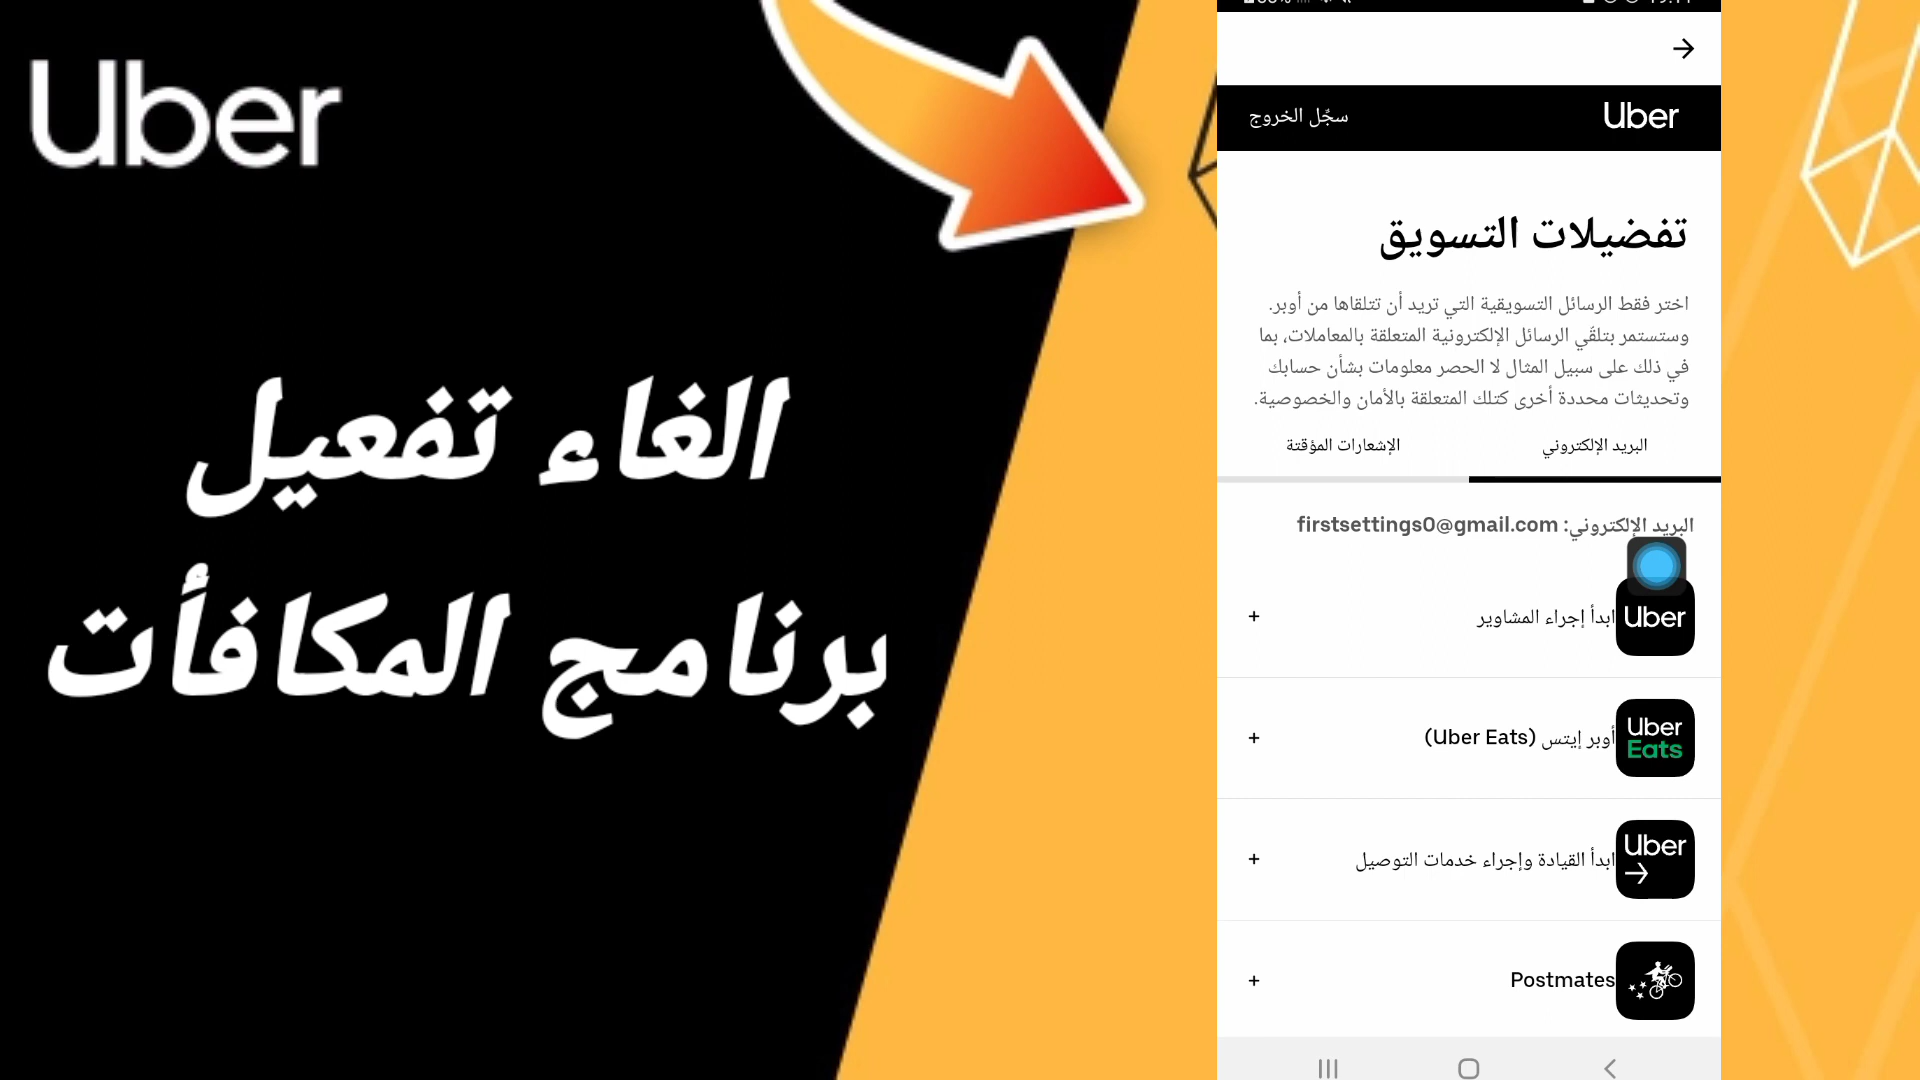 Uber
الغاء تفعيل
برنامج المكافأت
Uber
سجِّل الخروج
تفضيلات التسويق
اختر فقط الرسائل التسويقية التي تريد أن تتلقاها من أوبر.
وستستمر بتلقّي الرسائل الإلكترونية المتعلقة بالمعاملات، بما
في ذلك على سبيل المثال لا الحصر معلومات بشأن حسابك
وتحديثات محددة أخرى كتلك المتعلقة بالأمان والخصوصية.
البريد الإلكتروني
الإشعارات المؤقتة
البريد الإلكتروني: firstsettings0@gmail.com
Uber
ابدأ إجراء المشاوير
+
Uber Eats
أوبر إيتس (Uber Eats)
+
Uber
ابدأ القيادة وإجراء خدمات التوصيل
+
Postmates
+